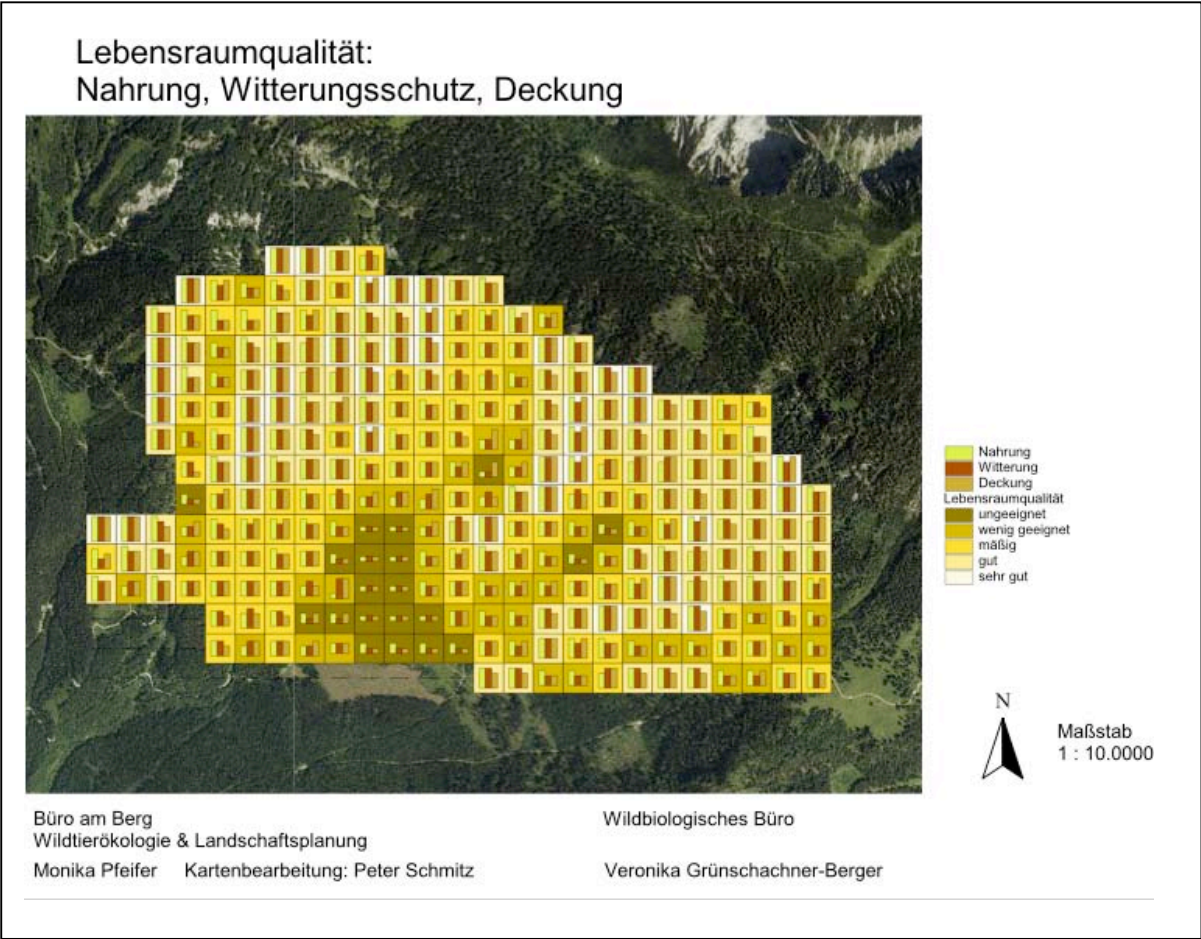 Lebensraumqualität:
Nahrung, Witterungsschutz, Deckung
Nahrung
Witterung
Deckung
Lebensraumqualität
ungeeignet
wenig geeignet
mäßig
gut
sehr gut
N
Maßstab
1 : 10.0000
Büro am Berg
Wildtierökologie & Landschaftsplanung
Monika Pfeifer Kartenbearbeitung: Peter Schmitz
Wildbiologisches Büro
Veronika Grünschachner-Berger